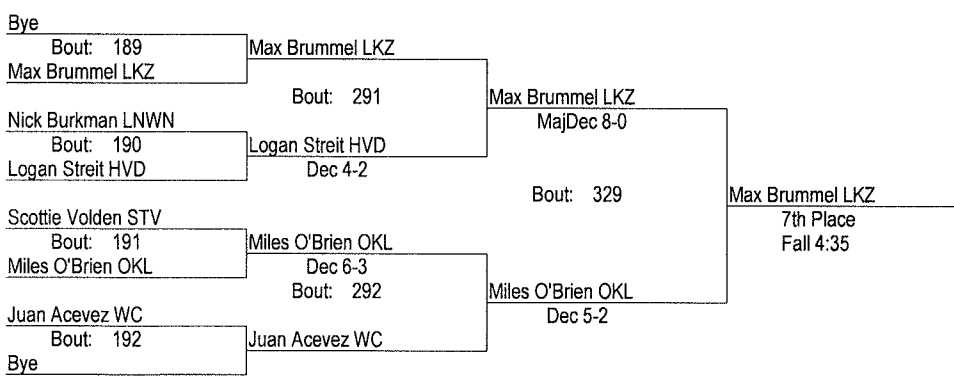 Bye
Bout: 189
Max Brummel LKZ
Max Brummel LKZ
Bout: 291
Max Brummel LKZ
MajDec 8-0
Nick Burkman LNWN
Bout: 190
Logan Streit HVD
Logan Streit HVD
Dec 4-2
Bout: 329
Max Brummel LKZ
7th Place
Fall 4:35
Scottie Volden STV
Bout: 191
Miles O'Brien OKL
Miles O'Brien OKL
Dec 6-3
Bout: 292
Miles O'Brien OKL
Dec 5-2
Juan Acevez WC
Bout: 192
Bye
Juan Acevez WC